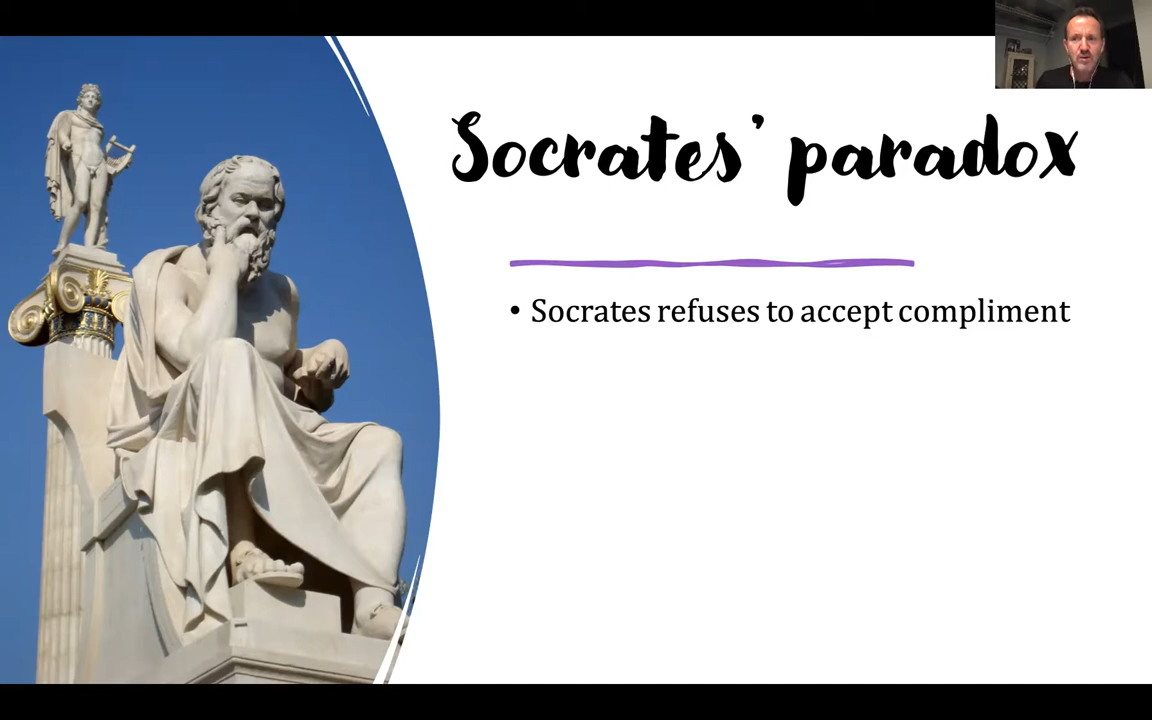 Socrates’ paradox
• Socrates refuses to accept compliment